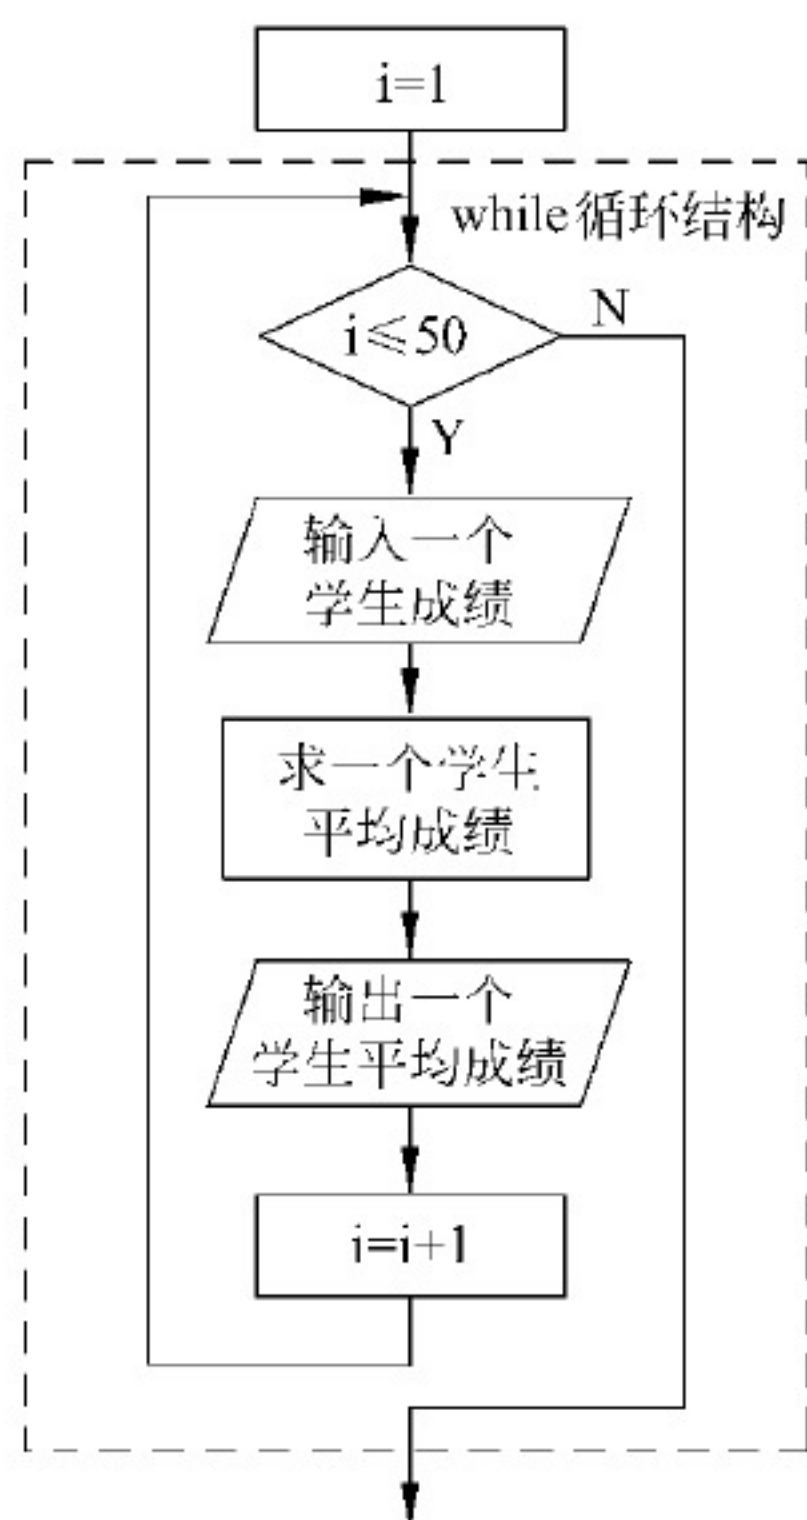 i=1
while循环结构
i≤50
N
Y
输入一个
学生成绩
求一个学生
平均成绩
输出一个
学生平均成绩
i=i+1